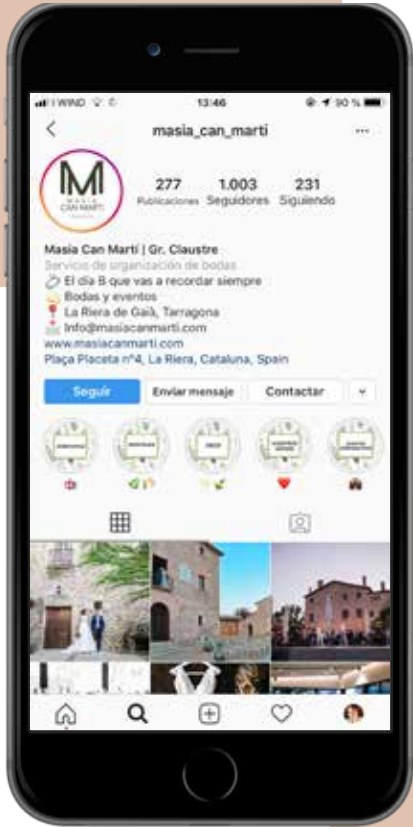 WIND
13:46
90 %
masia_can_marti
M
MASIA
CAN MARTÍ
277 1.003 231
Publicaciones Seguidores Siguiendo
Masia Can Martí | Gr. Claustre
Servicio de organización de bodas
El día B que vas a recordar siempre
Bodas y eventos
La Riera de Gaià, Tarragona
Info@masiacanmarti.com
www.masiacanmarti.com
Plaça Placeta nº4, La Riera, Cataluna, Spain
Seguir Enviar mensaje Contactar